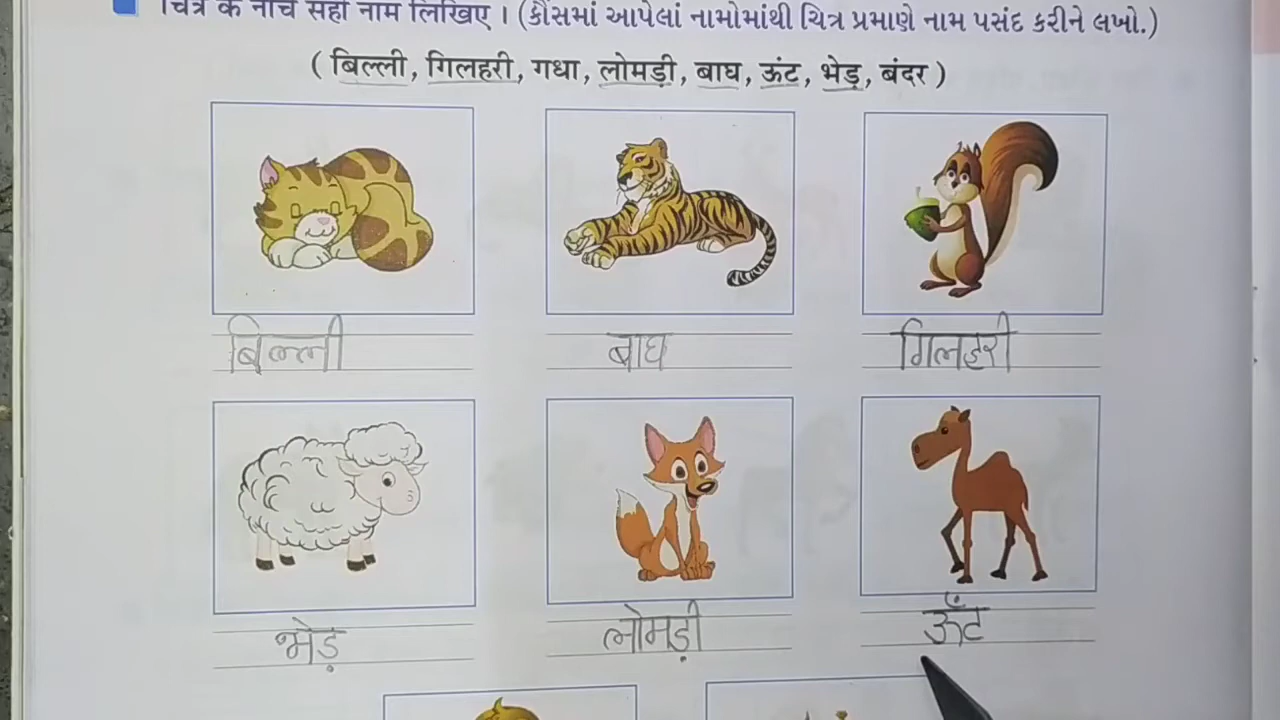 चित्र के नीचे सही नाम लिखिए । (કૌંસમાં આપેલાં નામોમાંથી ચિત્ર પ્રમાણે નામ પસંદ કરીને લખો.)
( बिल्ली, गिलहरी, गधा, लोमड़ी, बाघ, ऊंट, भेड़, बंदर )
बिल्ली बाघ गिलहरी
भेड़ लोमड़ी ऊँट